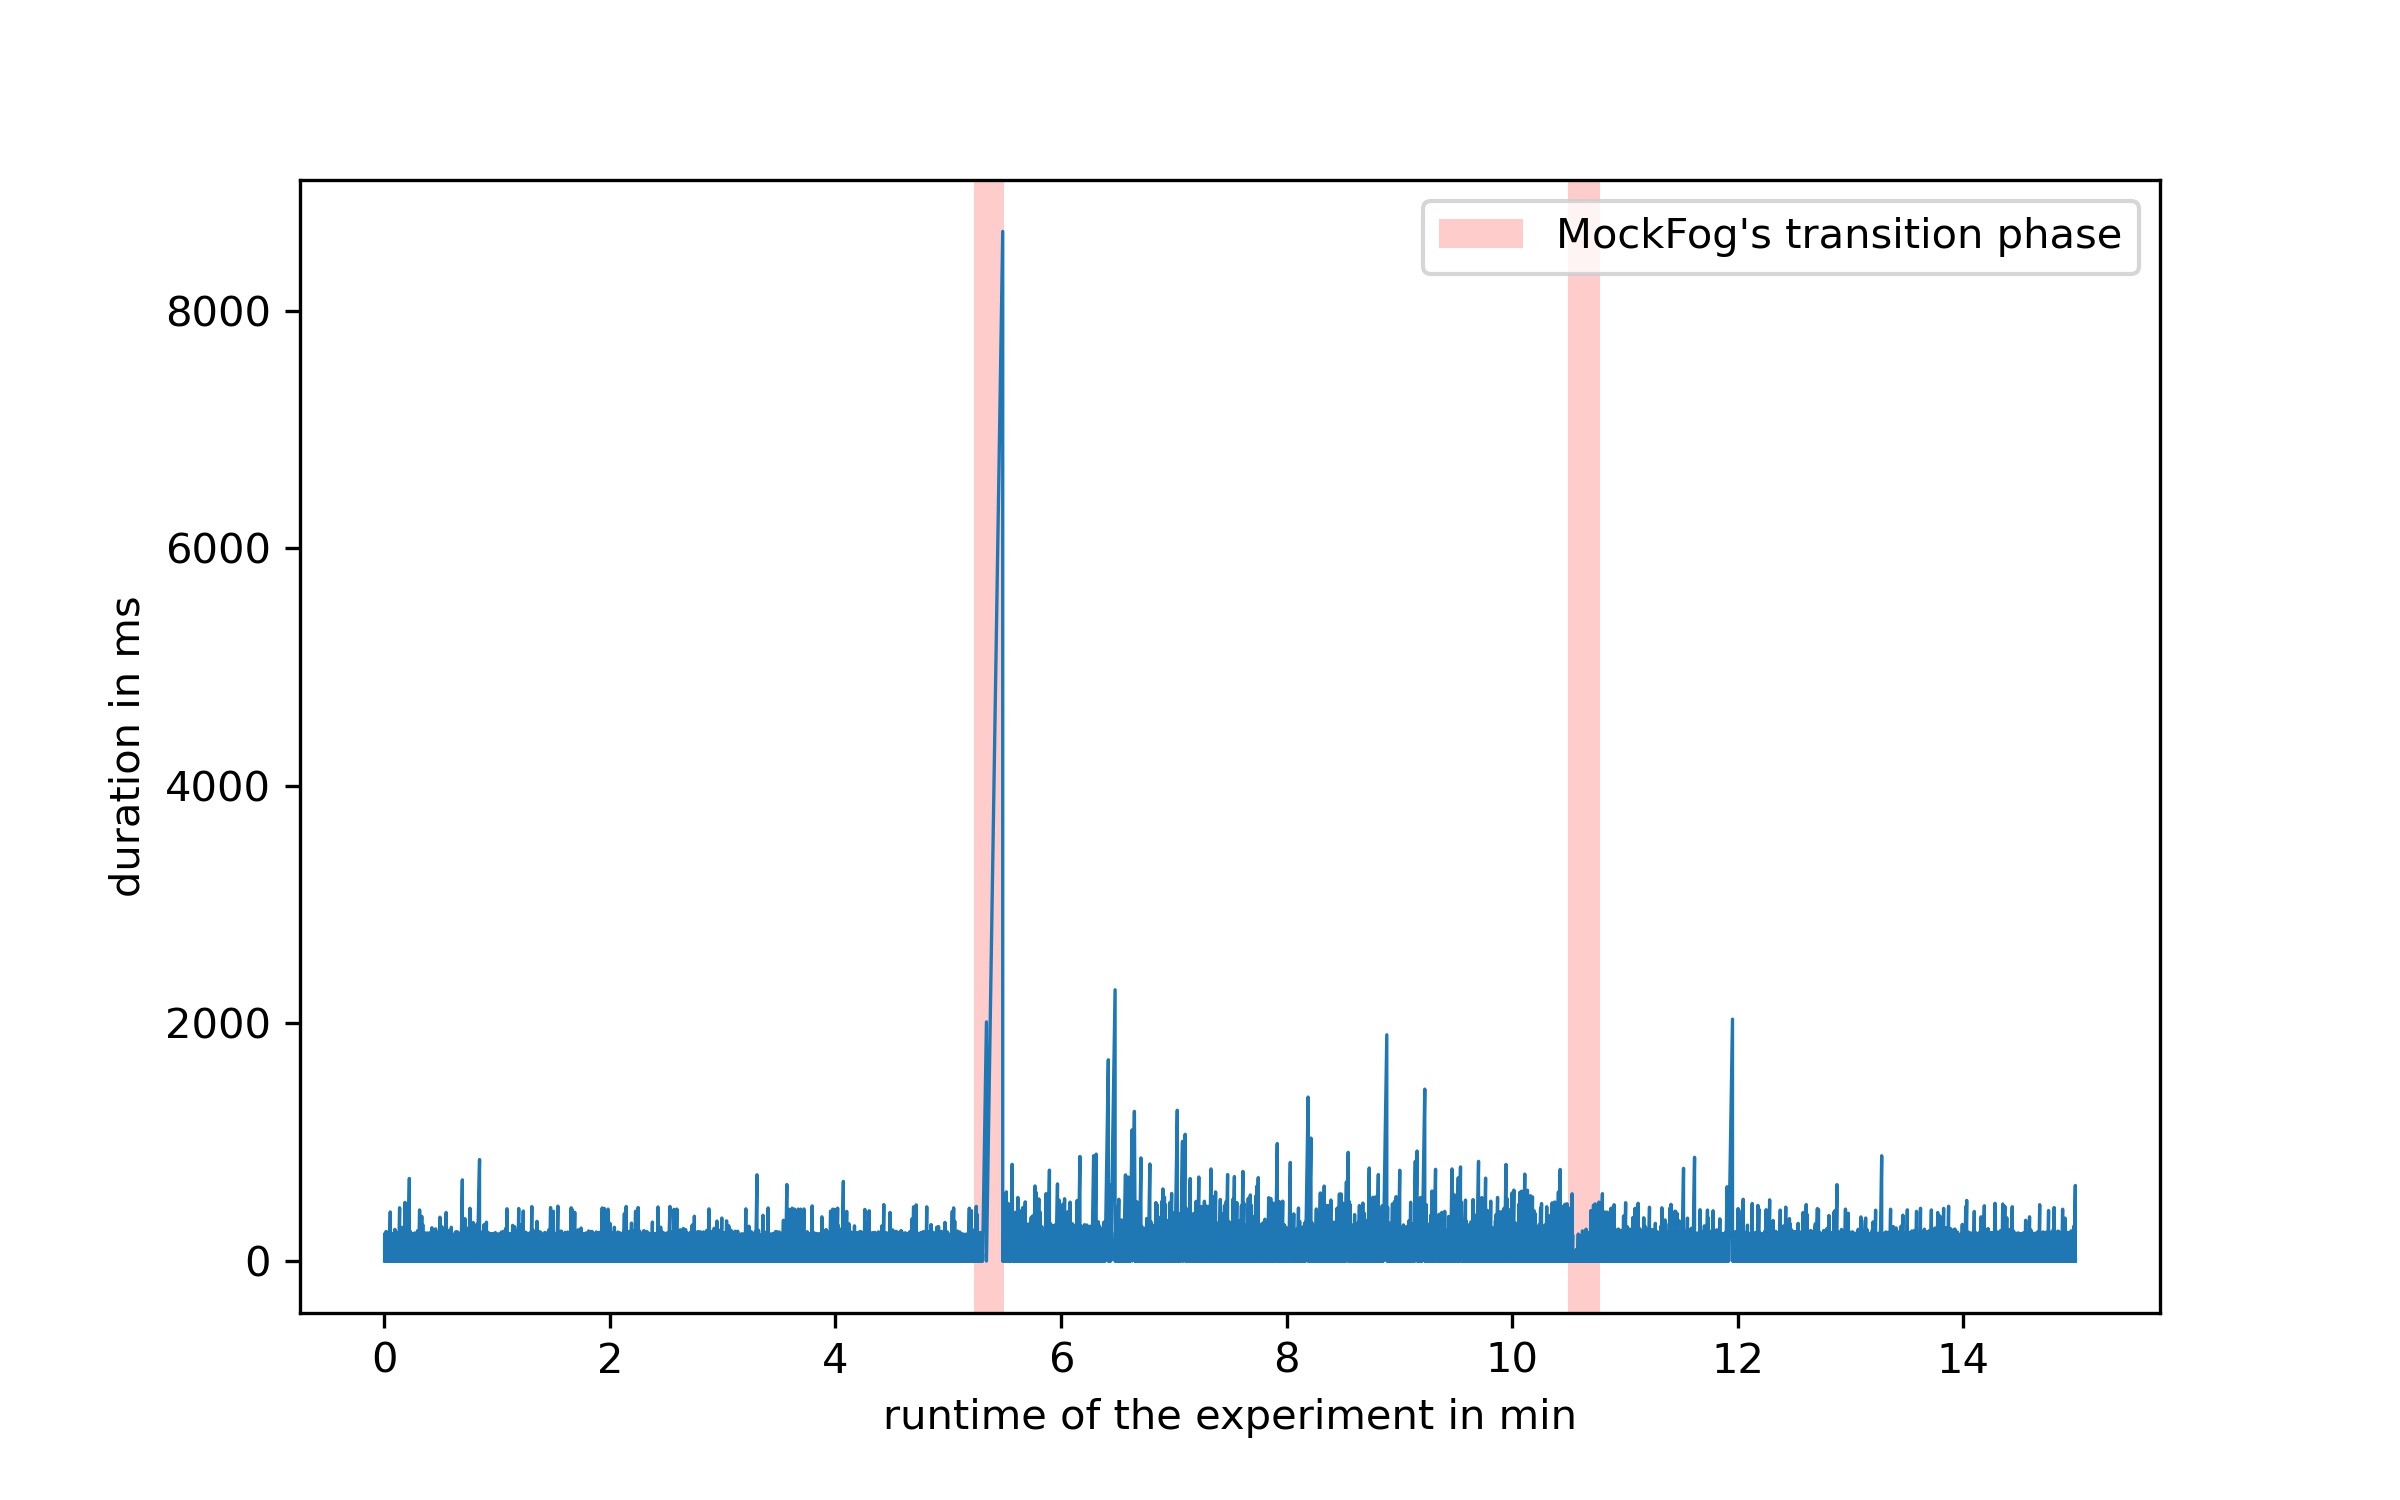 MockFog's transition phase
8000
6000
4000
2000
0
duration in ms
0 2 4 6 8 10 12 14
runtime of the experiment in min